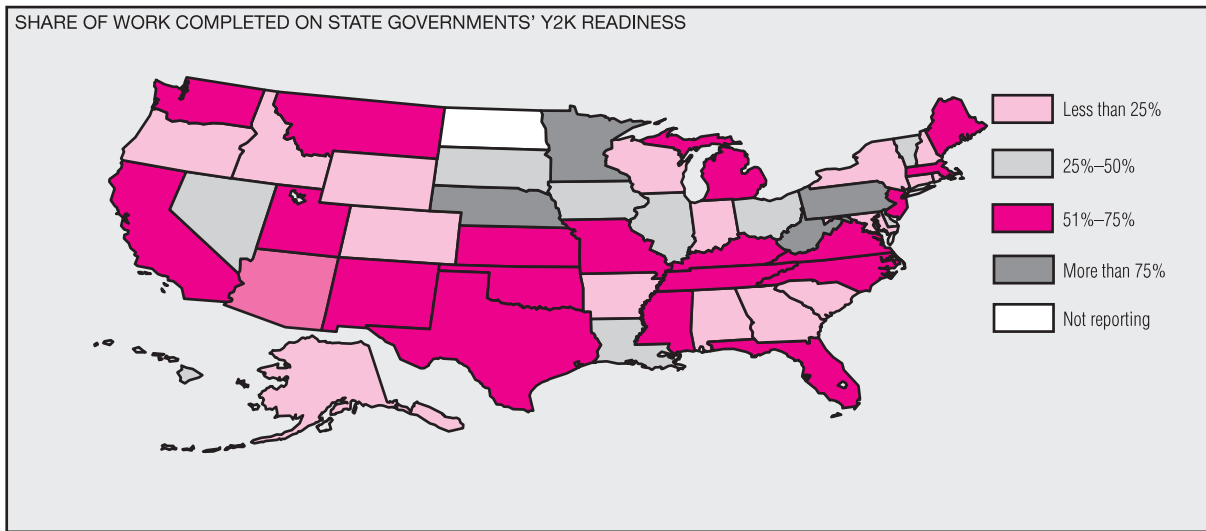 SHARE OF WORK COMPLETED ON STATE GOVERNMENTS’ Y2K READINESS
Less than 25%
25%–50%
51%–75%
More than 75%
Not reporting